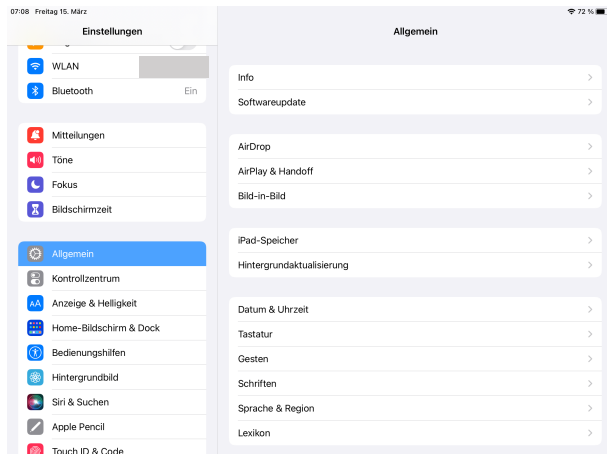 07:08 Freitag 15. März
72 %
Einstellungen
WLAN
Bluetooth Ein
Mitteilungen
Töne
Fokus
Bildschirmzeit
Allgemein
Kontrollzentrum
AA Anzeige & Helligkeit
Home-Bildschirm & Dock
Bedienungshilfen
Hintergrundbild
Siri & Suchen
Apple Pencil
Touch ID & Code
Allgemein
Info
Softwareupdate
AirDrop
AirPlay & Handoff
Bild-in-Bild
iPad-Speicher
Hintergrundaktualisierung
Datum & Uhrzeit
Tastatur
Gesten
Schriften
Sprache & Region
Lexikon